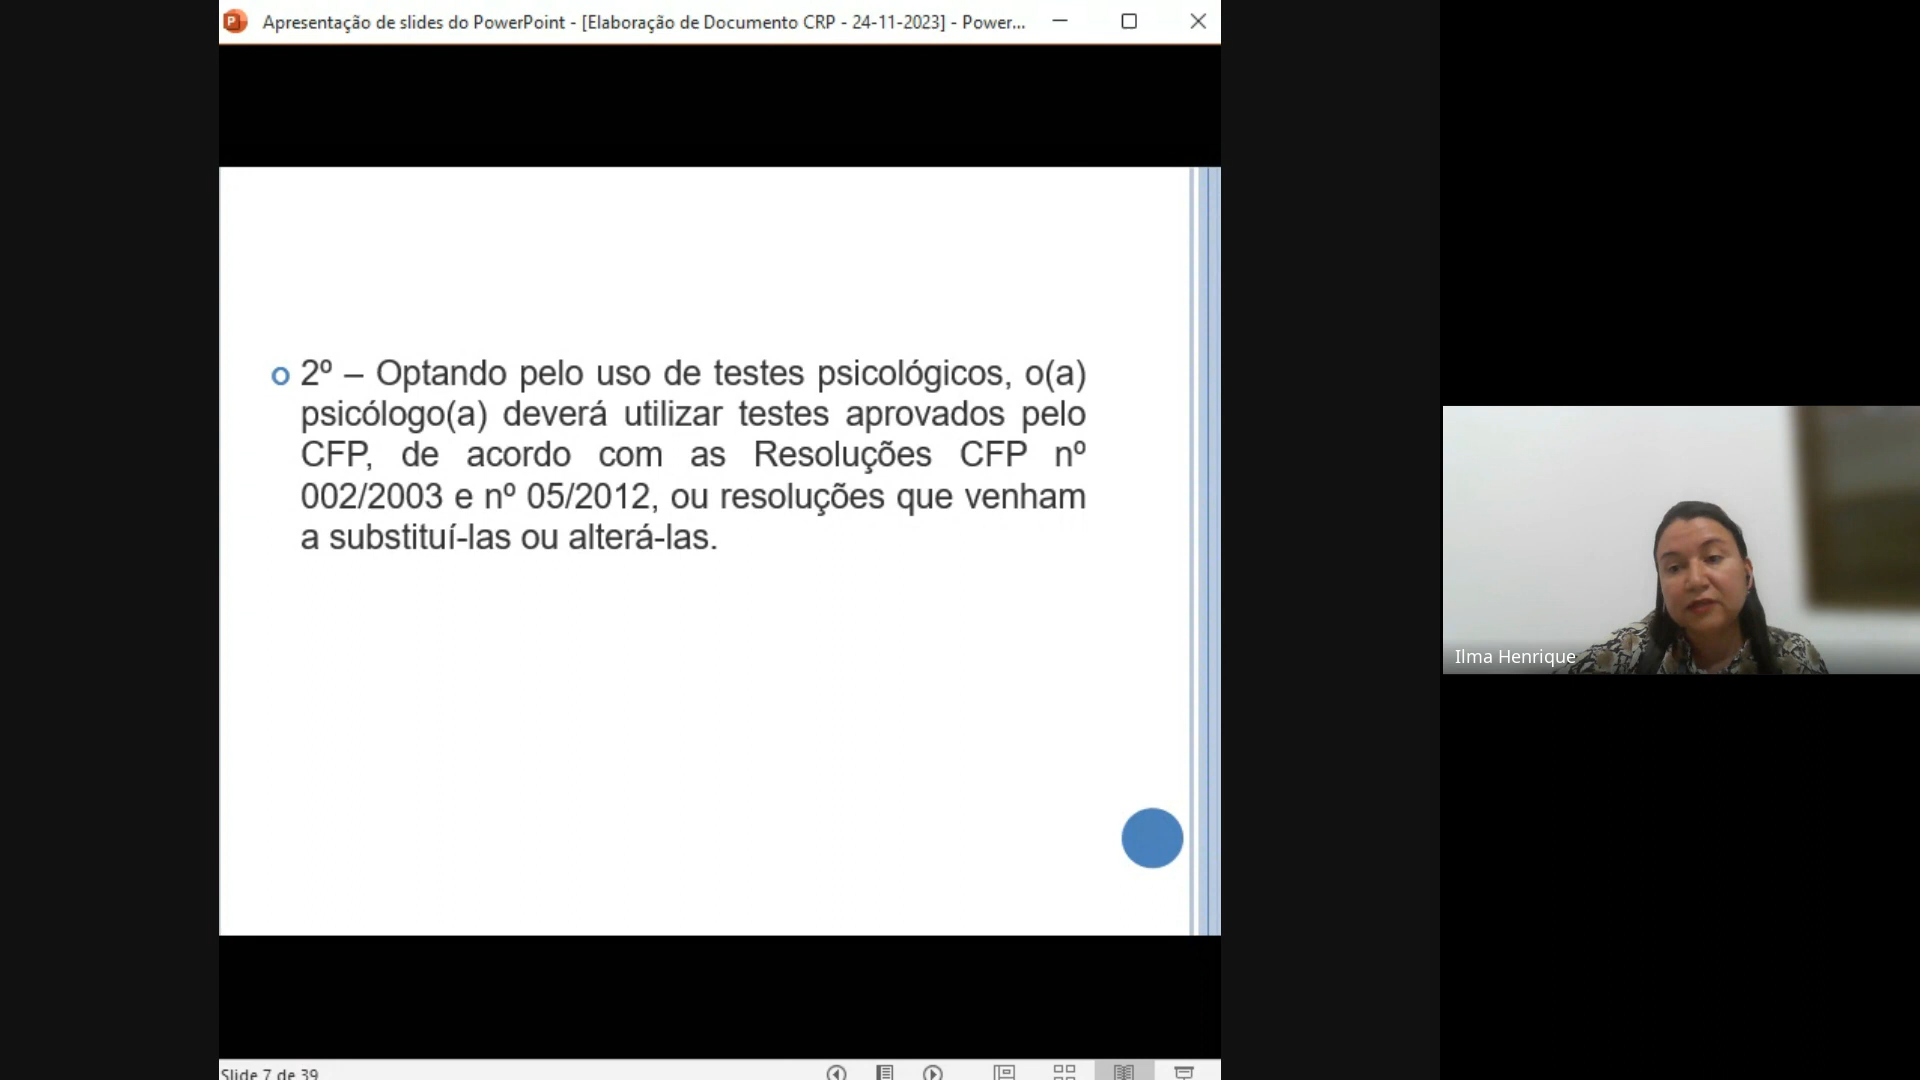 Apresentação de slides do PowerPoint - [Elaboração de Documento CRP - 24-11-2023] - Power...
o 2º – Optando pelo uso de testes psicológicos, o(a)
psicólogo(a) deverá utilizar testes aprovados pelo
CFP, de acordo com as Resoluções CFP nº
002/2003 e nº 05/2012, ou resoluções que venham
a substituí-las ou alterá-las.
Ilma Henrique
Slide 7 de 39